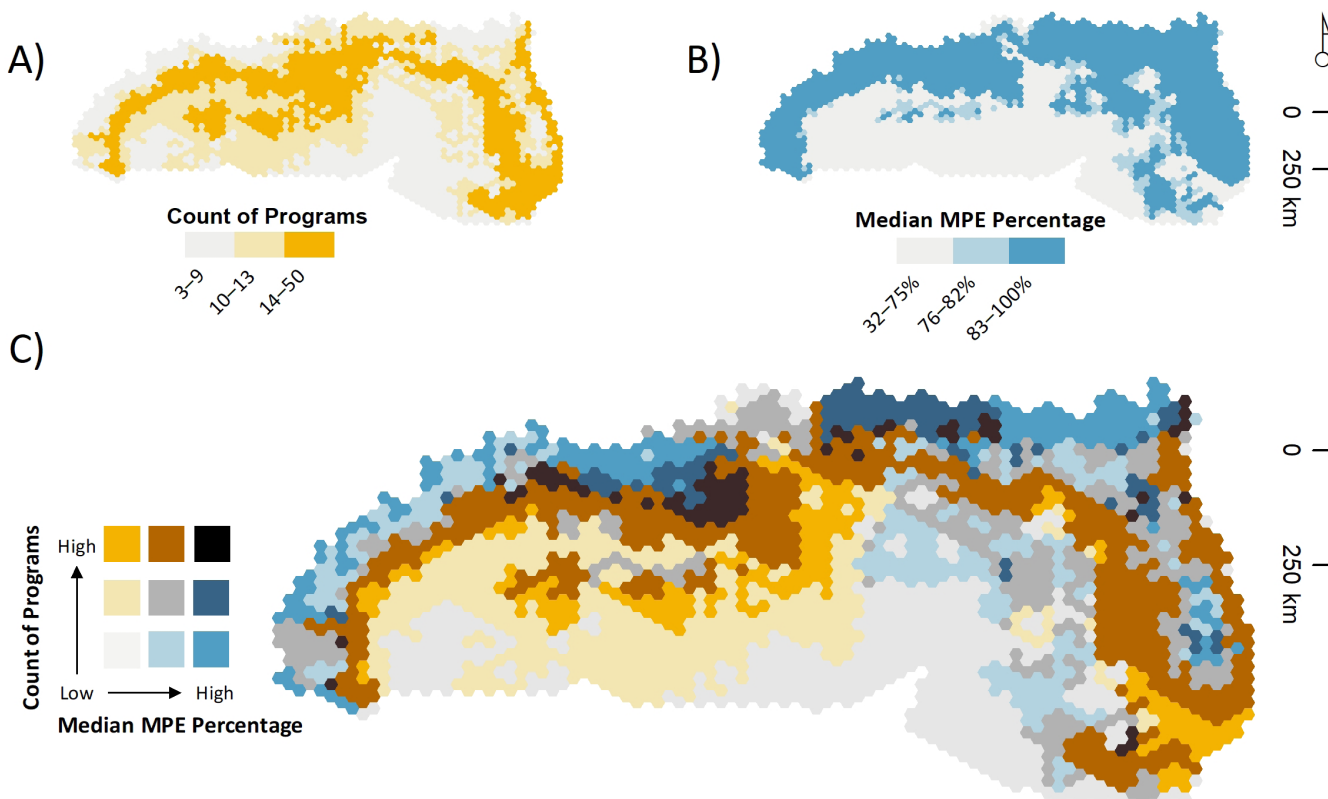 A)
B)
Count of Programs
3–9
10–13
14–50
Median MPE Percentage
32–75%
76–82%
83–100%
0
250 km
C)
0
250 km
Count of Programs
High
Low
High
Median MPE Percentage